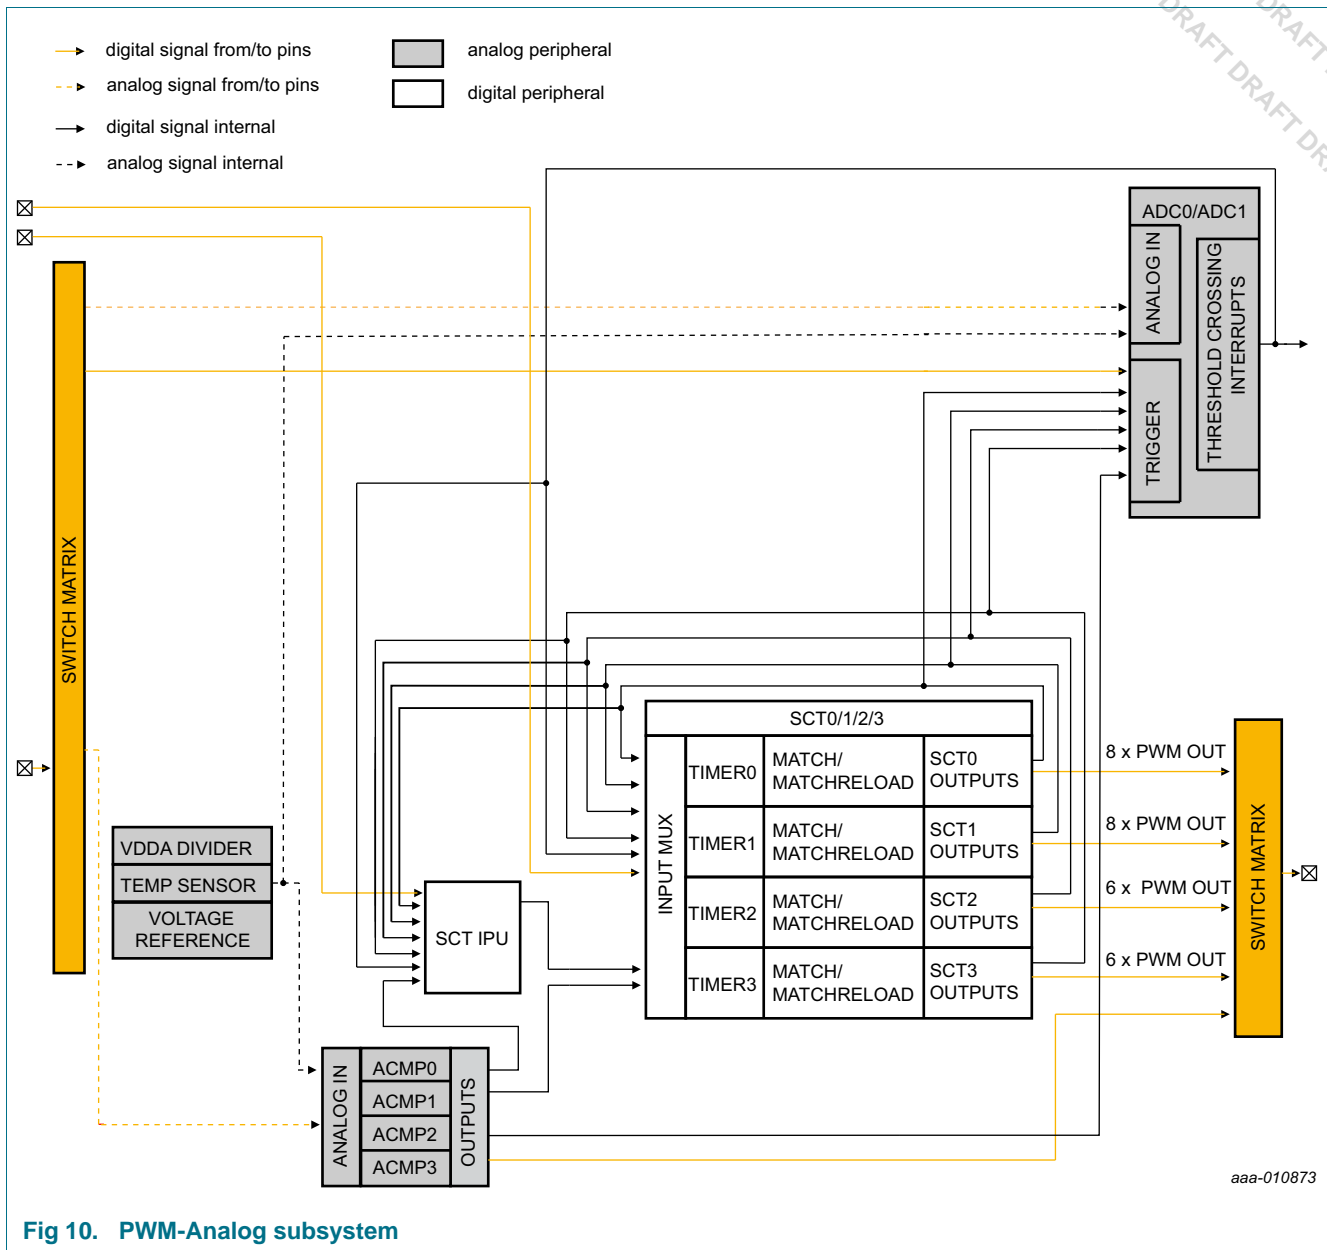 DRAFT DRAFT
DRAFT DRAFT DR
digital signal from/to pins
analog signal from/to pins
digital signal internal
analog signal internal
analog peripheral
digital peripheral
ADC0/ADC1
ANALOG IN
TRIGGER
THRESHOLD CROSSING
INTERRUPTS
SWITCH MATRIX
VDDA DIVIDER
TEMP SENSOR
VOLTAGE
REFERENCE
SCT IPU
SCT0/1/2/3
INPUT MUX
TIMER0
MATCH/
MATCHRELOAD
SCT0
OUTPUTS
TIMER1
MATCH/
MATCHRELOAD
SCT1
OUTPUTS
TIMER2
MATCH/
MATCHRELOAD
SCT2
OUTPUTS
TIMER3
MATCH/
MATCHRELOAD
SCT3
OUTPUTS
8 x PWM OUT
8 x PWM OUT
6 x PWM OUT
6 x PWM OUT
SWITCH MATRIX
ANALOG IN
ACMP0
ACMP1
ACMP2
ACMP3
OUTPUTS
aaa-010873
Fig 10. PWM-Analog subsystem